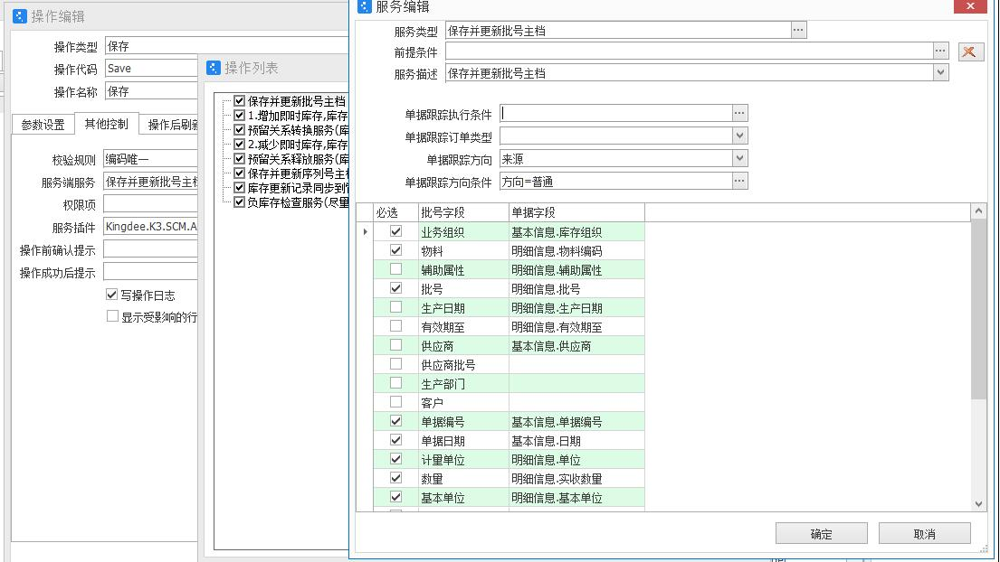 操作编辑
操作类型 保存
操作代码 Save
操作名称 保存
参数设置 其他控制 操作后刷新
校验规则 编码唯一
服务端服务 保存并更新批号主档
权限项
服务插件 Kingdee.K3.SCM.A
操作前确认提示
操作成功后提示
写操作日志
显示受影响的行
操作列表
保存并更新批号主档
1.增加即时库存,库存
预留关系转换服务(库
2.减少即时库存,库存
预留关系释放服务(库
保存并更新序列号主档
库存更新记录同步到
负库存检查服务(尽量
服务编辑
服务类型 保存并更新批号主档
前提条件
服务描述 保存并更新批号主档
单据跟踪执行条件
单据跟踪订单类型
单据跟踪方向 来源
单据跟踪方向条件 方向=普通
必选 批号字段 单据字段
业务组织 基本信息.库存组织
物料 明细信息.物料编码
辅助属性 明细信息.辅助属性
批号 明细信息.批号
生产日期 明细信息.生产日期
有效期至 明细信息.有效期至
供应商 基本信息.供应商
供应商批号
生产部门
客户
单据编号 基本信息.单据编号
单据日期 基本信息.日期
计量单位 明细信息.单位
数量 明细信息.实收数量
基本单位 明细信息.基本单位
确定 取消